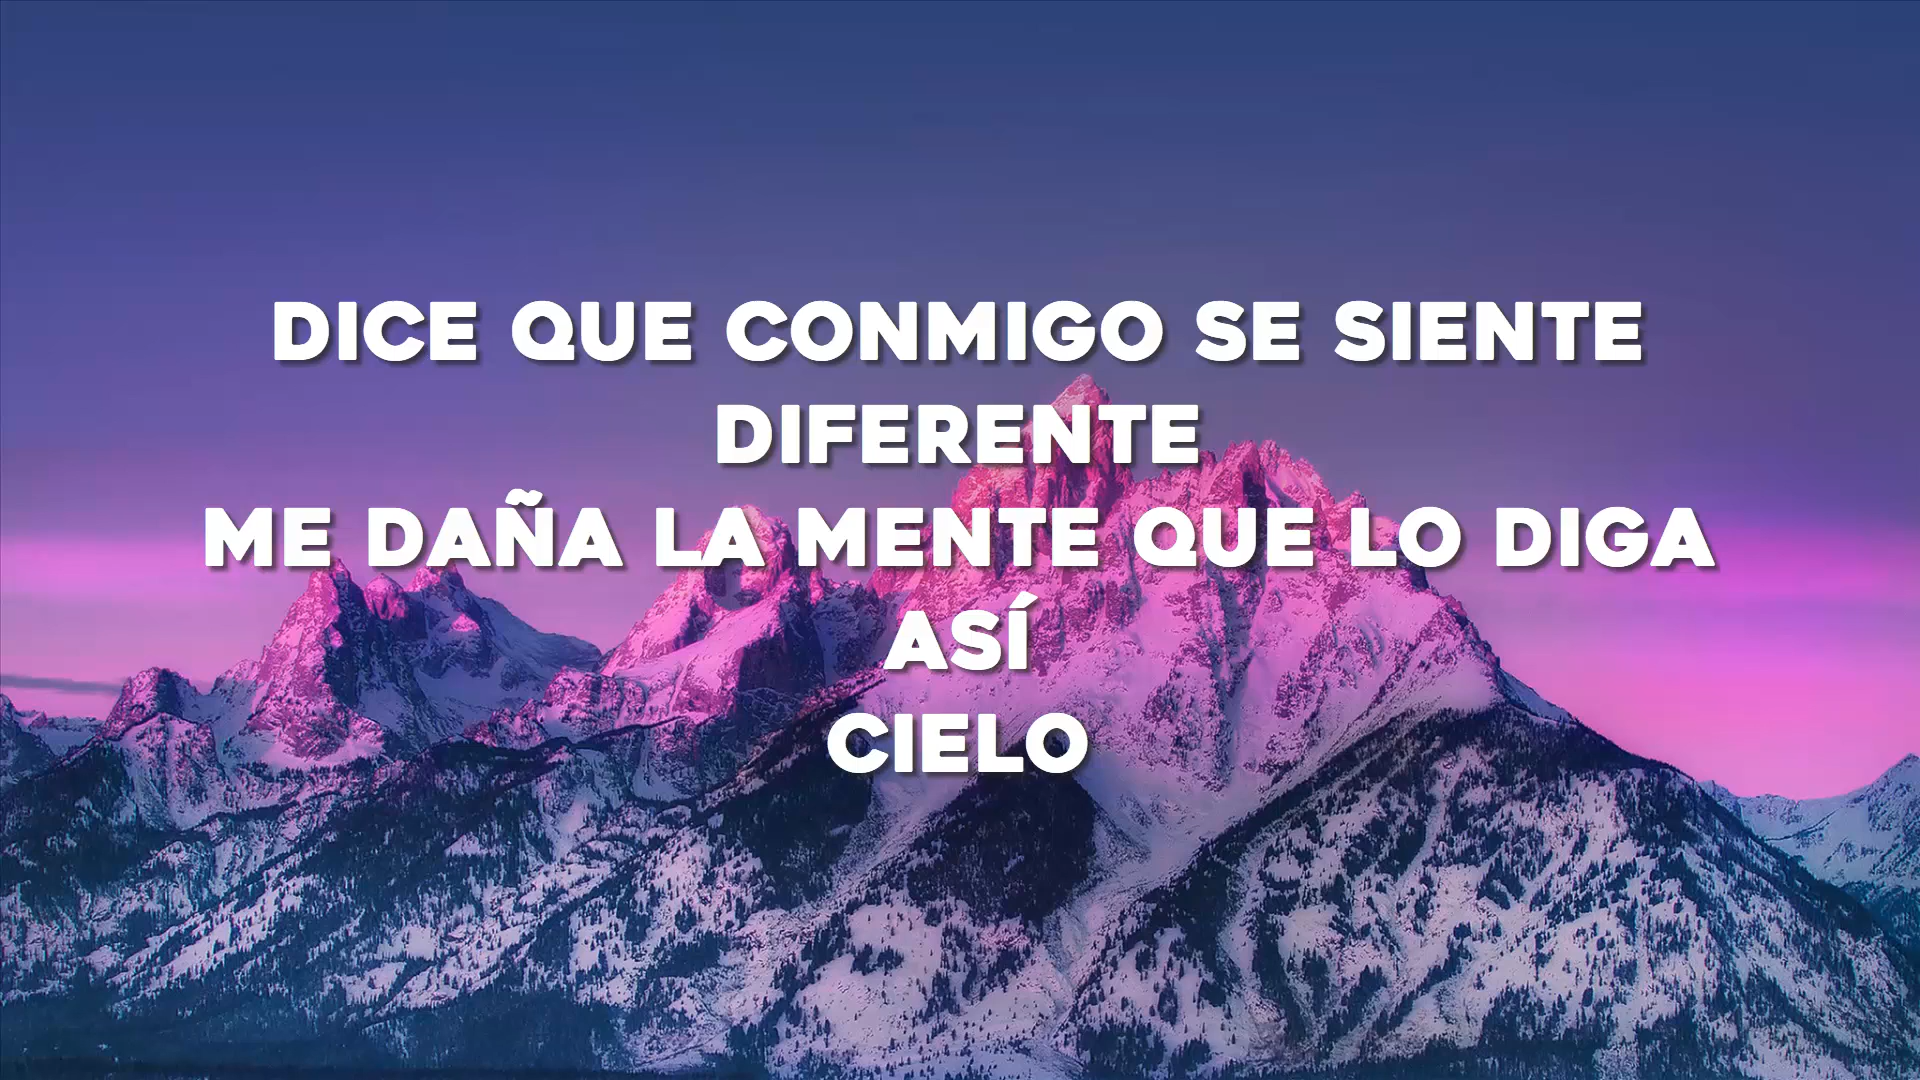 DICE QUE CONMIGO SE SIENTE
DIFERENTE
ME DAÑA LA MENTE QUE LO DIGA
ASÍ
CIELO